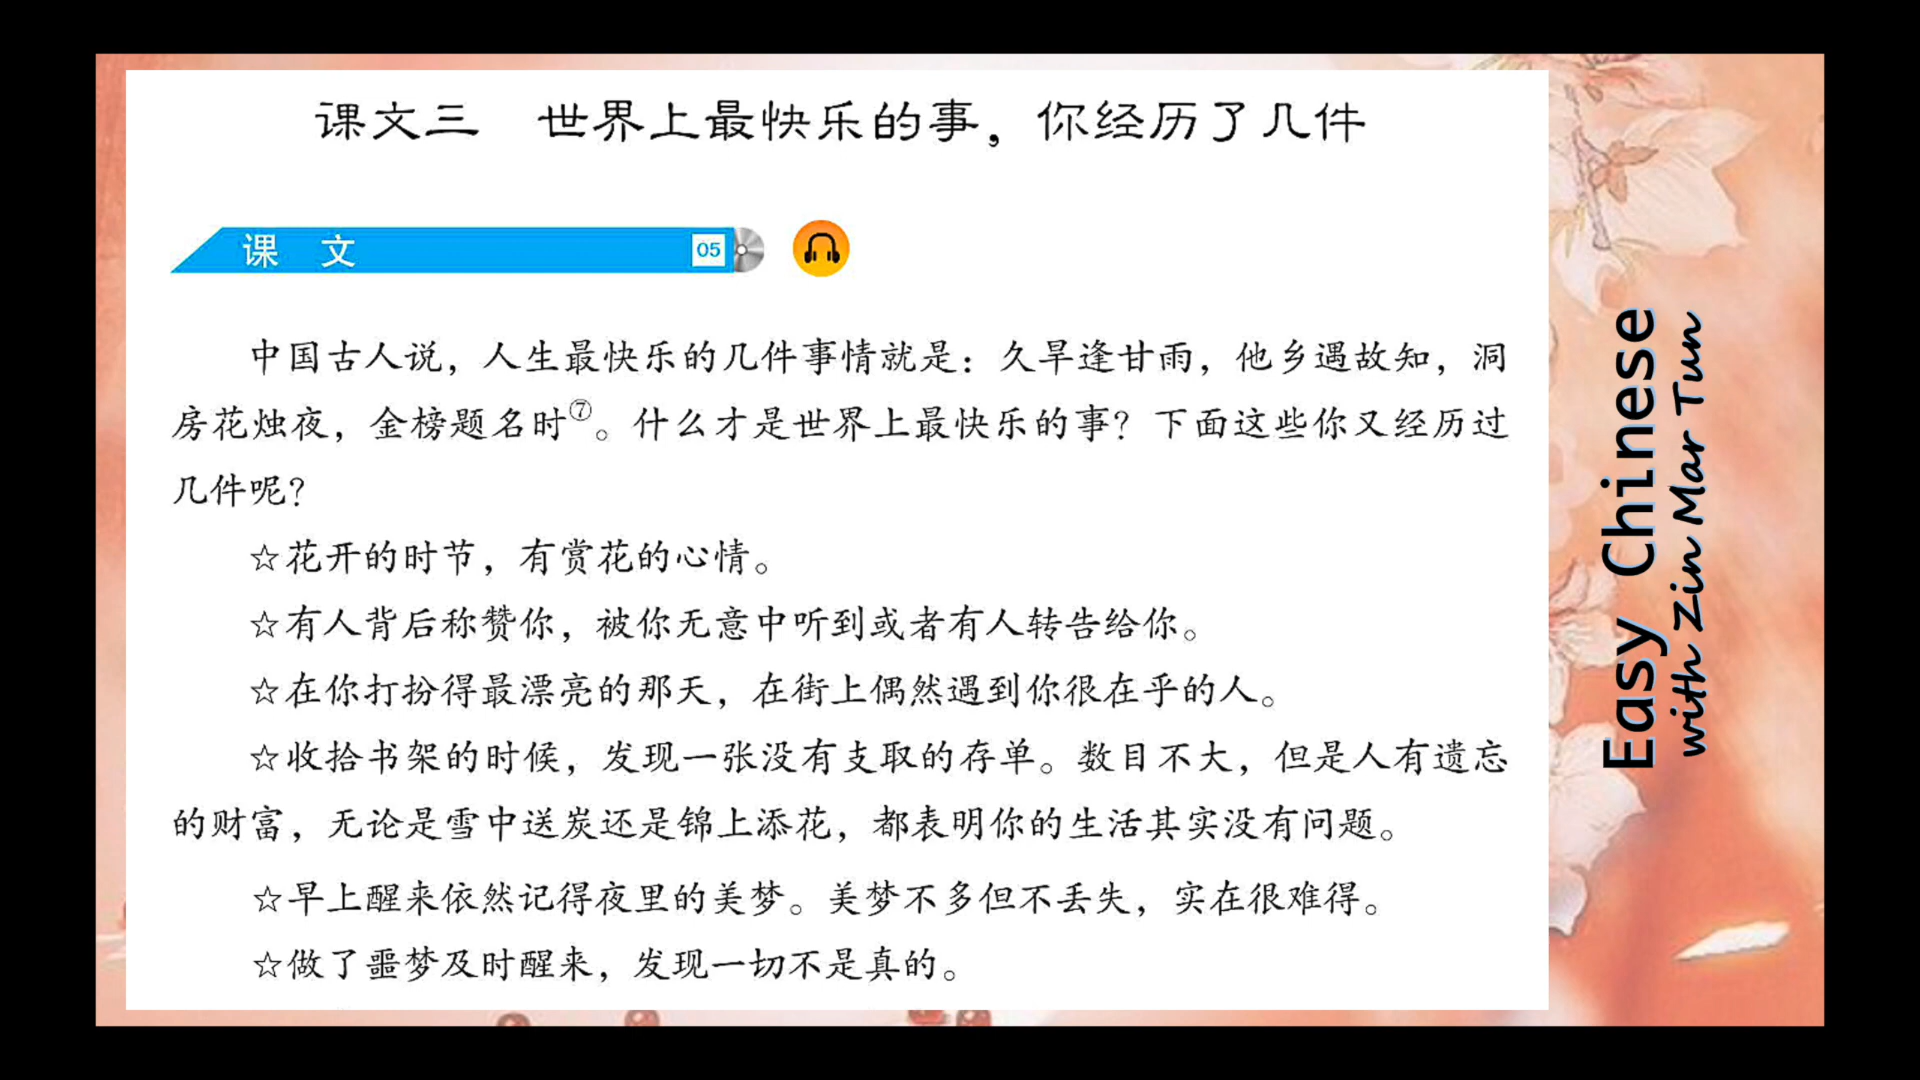 课文三 世界上最快乐的事，你经历了几件
课 文 05
中国古人说，人生最快乐的几件事情就是：久旱逢甘雨，他乡遇故知，洞
房花烛夜，金榜题名时⑦。什么才是世界上最快乐的事？下面这些你又经历过
几件呢？
☆花开的时节，有赏花的心情。
☆有人背后称赞你，被你无意中听到或者有人转告给你。
☆在你打扮得最漂亮的那天，在街上偶然遇到你很在乎的人。
☆收拾书架的时候，发现一张没有支取的存单。数目不大，但是人有遗忘
的财富，无论是雪中送炭还是锦上添花，都表明你的生活其实没有问题。
☆早上醒来依然记得夜里的美梦。美梦不多但不丢失，实在很难得。
☆做了噩梦及时醒来，发现一切不是真的。
Easy Chinese
with Zin Mar Tun